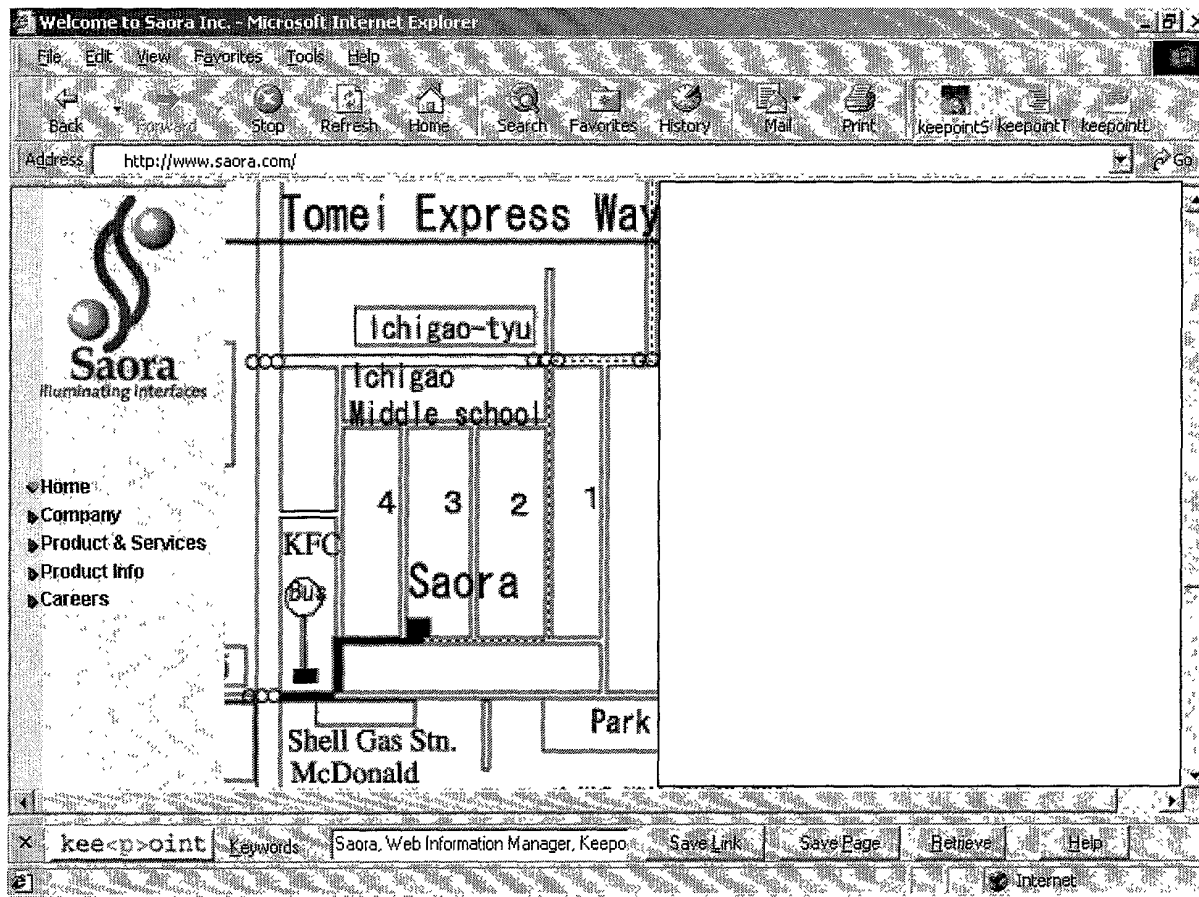 Welcome to Saora Inc. - Microsoft Internet Explorer
File Edit View Favorites Tools Help
Back Forward Stop Refresh Home Search Favorites History Mail Print keepointS keepointT keepointL
Address http://www.saora.com/ Go
Saora
Illuminating Interfaces
Home
Company
Product & Services
Product Info
Careers
Tomei Express Way
Ichigao-tyu
Ichigao
Middle school
4 3 2 1
KFC
Bus
Saora
Park
Shell Gas Stn.
McDonald
kee<p>oint Keywords Saora, Web Information Manager, Keepo Save Link Save Page Retrieve Help
Internet